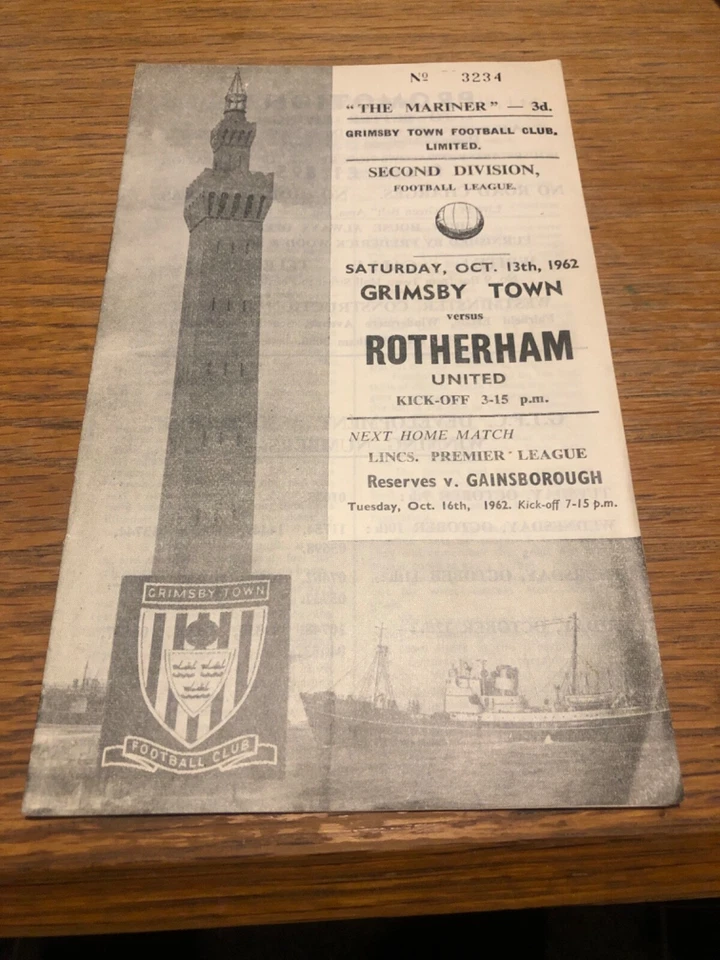 Nº 3234
"THE MARINER" — 3d.
GRIMSBY TOWN FOOTBALL CLUB,
LIMITED.
SECOND DIVISION,
FOOTBALL LEAGUE.
SATURDAY, OCT. 13th, 1962
GRIMSBY TOWN
versus
ROTHERHAM
UNITED
KICK-OFF 3-15 p.m.
NEXT HOME MATCH
LINCS. PREMIER LEAGUE
Reserves v. GAINSBOROUGH
Tuesday, Oct. 16th, 1962. Kick-off 7-15 p.m.
GRIMSBY TOWN
FOOTBALL CLUB